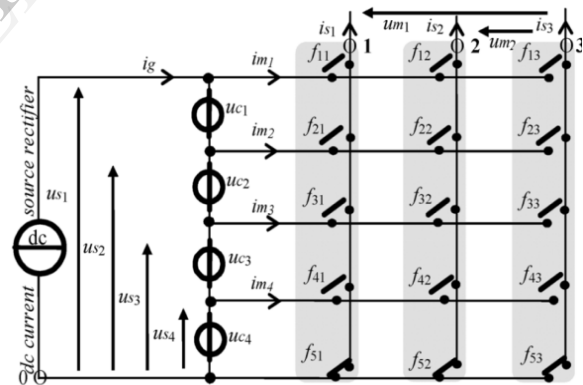 um1
is1
is2
um2
is3
1
2
3
ig
im1
f11
f12
f13
uc1
im2
f21
f22
f23
us1
us2
uc2
im3
f31
f32
f33
dc
us3
uc3
im4
f41
f42
f43
us4
uc4
f51
f52
f53
0
dc current source rectifier